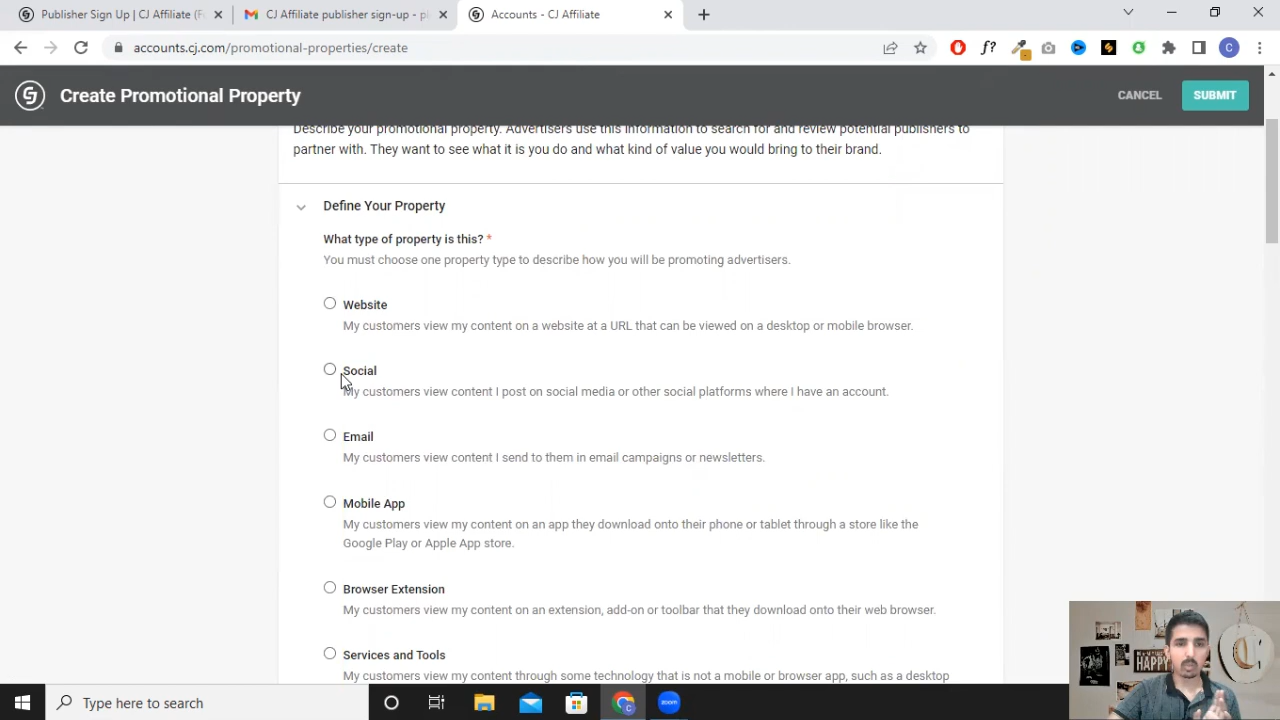 Publisher Sign Up | CJ Affiliate (F
CJ Affiliate publisher sign-up - pl
Accounts - CJ Affiliate
accounts.cj.com/promotional-properties/create
Create Promotional Property
CANCEL
SUBMIT
Describe your promotional property. Advertisers use this information to search for and review potential publishers to
partner with. They want to see what it is you do and what kind of value you would bring to their brand.
Define Your Property
What type of property is this? *
You must choose one property type to describe how you will be promoting advertisers.
Website
My customers view my content on a website at a URL that can be viewed on a desktop or mobile browser.
Social
My customers view content I post on social media or other social platforms where I have an account.
Email
My customers view content I send to them in email campaigns or newsletters.
Mobile App
My customers view my content on an app they download onto their phone or tablet through a store like the
Google Play or Apple App store.
Browser Extension
My customers view my content on an extension, add-on or toolbar that they download onto their web browser.
Services and Tools
My customers view my content through some technology that is not a mobile or browser app, such as a desktop
HAPPY
Type here to search
zoom